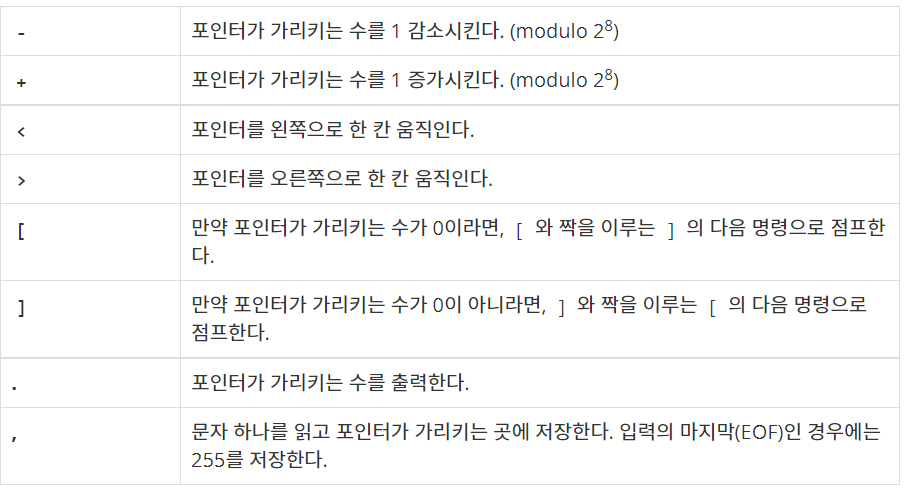 - 포인터가 가리키는 수를 1 감소시킨다. (modulo 2⁸)
+ 포인터가 가리키는 수를 1 증가시킨다. (modulo 2⁸)
< 포인터를 왼쪽으로 한 칸 움직인다.
> 포인터를 오른쪽으로 한 칸 움직인다.
[ 만약 포인터가 가리키는 수가 0이라면, [ 와 짝을 이루는 ] 의 다음 명령으로 점프한
다.
] 만약 포인터가 가리키는 수가 0이 아니라면, ] 와 짝을 이루는 [ 의 다음 명령으로
점프한다.
. 포인터가 가리키는 수를 출력한다.
, 문자 하나를 읽고 포인터가 가리키는 곳에 저장한다. 입력의 마지막(EOF)인 경우에는
255를 저장한다.